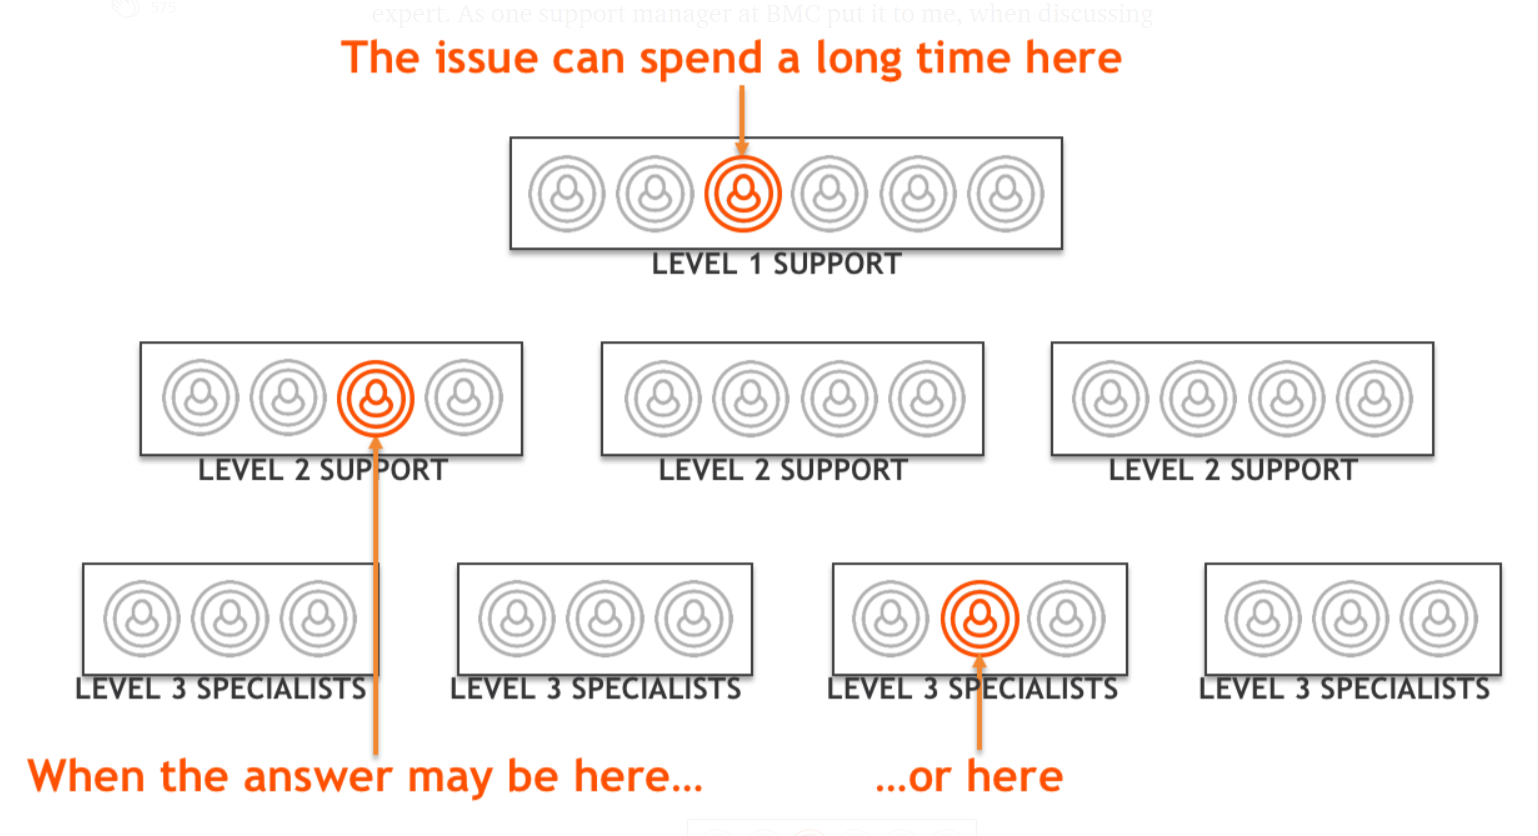 575
expert. As one support manager at BMC put it to me, when discussing
The issue can spend a long time here
LEVEL 1 SUPPORT
LEVEL 2 SUPPORT
LEVEL 2 SUPPORT
LEVEL 2 SUPPORT
LEVEL 3 SPECIALISTS
LEVEL 3 SPECIALISTS
LEVEL 3 SPECIALISTS
LEVEL 3 SPECIALISTS
When the answer may be here...
...or here